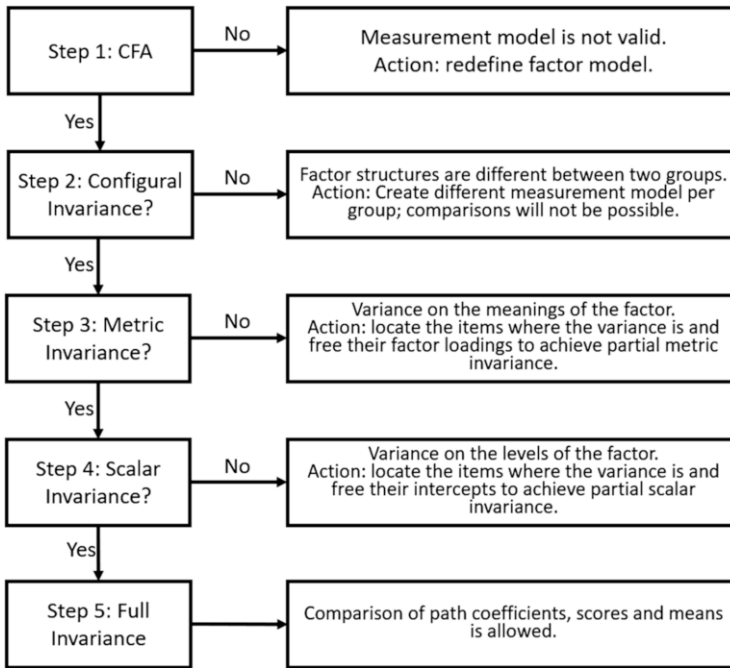 Step 1: CFA
No
Measurement model is not valid.
Action: redefine factor model.
Yes
Step 2: Configural
Invariance?
No
Factor structures are different between two groups.
Action: Create different measurement model per
group; comparisons will not be possible.
Yes
Step 3: Metric
Invariance?
No
Variance on the meanings of the factor.
Action: locate the items where the variance is and
free their factor loadings to achieve partial metric
invariance.
Yes
Step 4: Scalar
Invariance?
No
Variance on the levels of the factor.
Action: locate the items where the variance is and
free their intercepts to achieve partial scalar
invariance.
Yes
Step 5: Full
Invariance
Comparison of path coefficients, scores and means
is allowed.